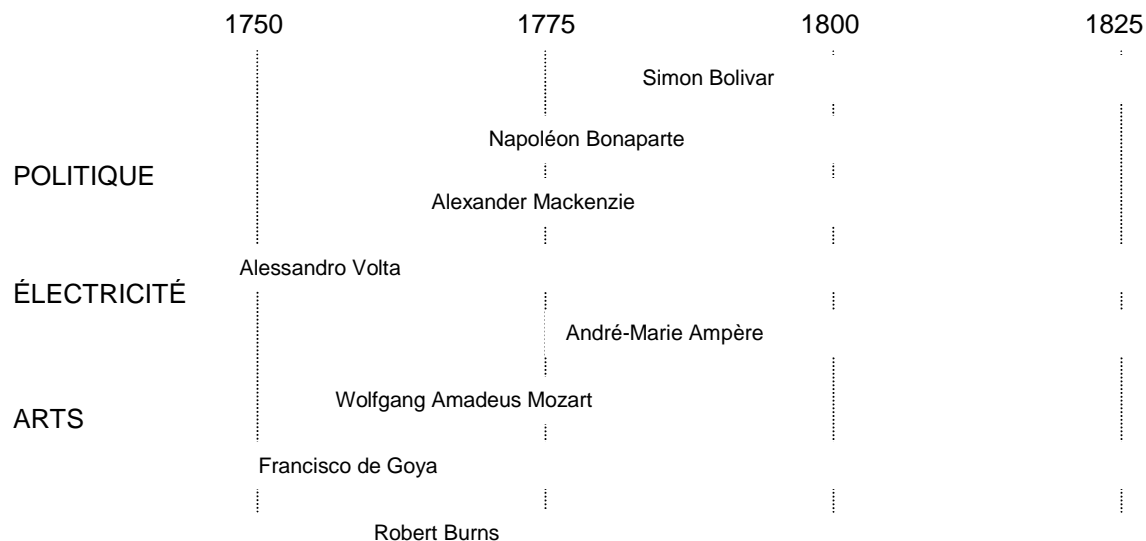 1750 1775 1800 1825
Simon Bolivar
Napoléon Bonaparte
POLITIQUE
Alexander Mackenzie
Alessandro Volta
ÉLECTRICITÉ
André-Marie Ampère
Wolfgang Amadeus Mozart
ARTS
Francisco de Goya
Robert Burns